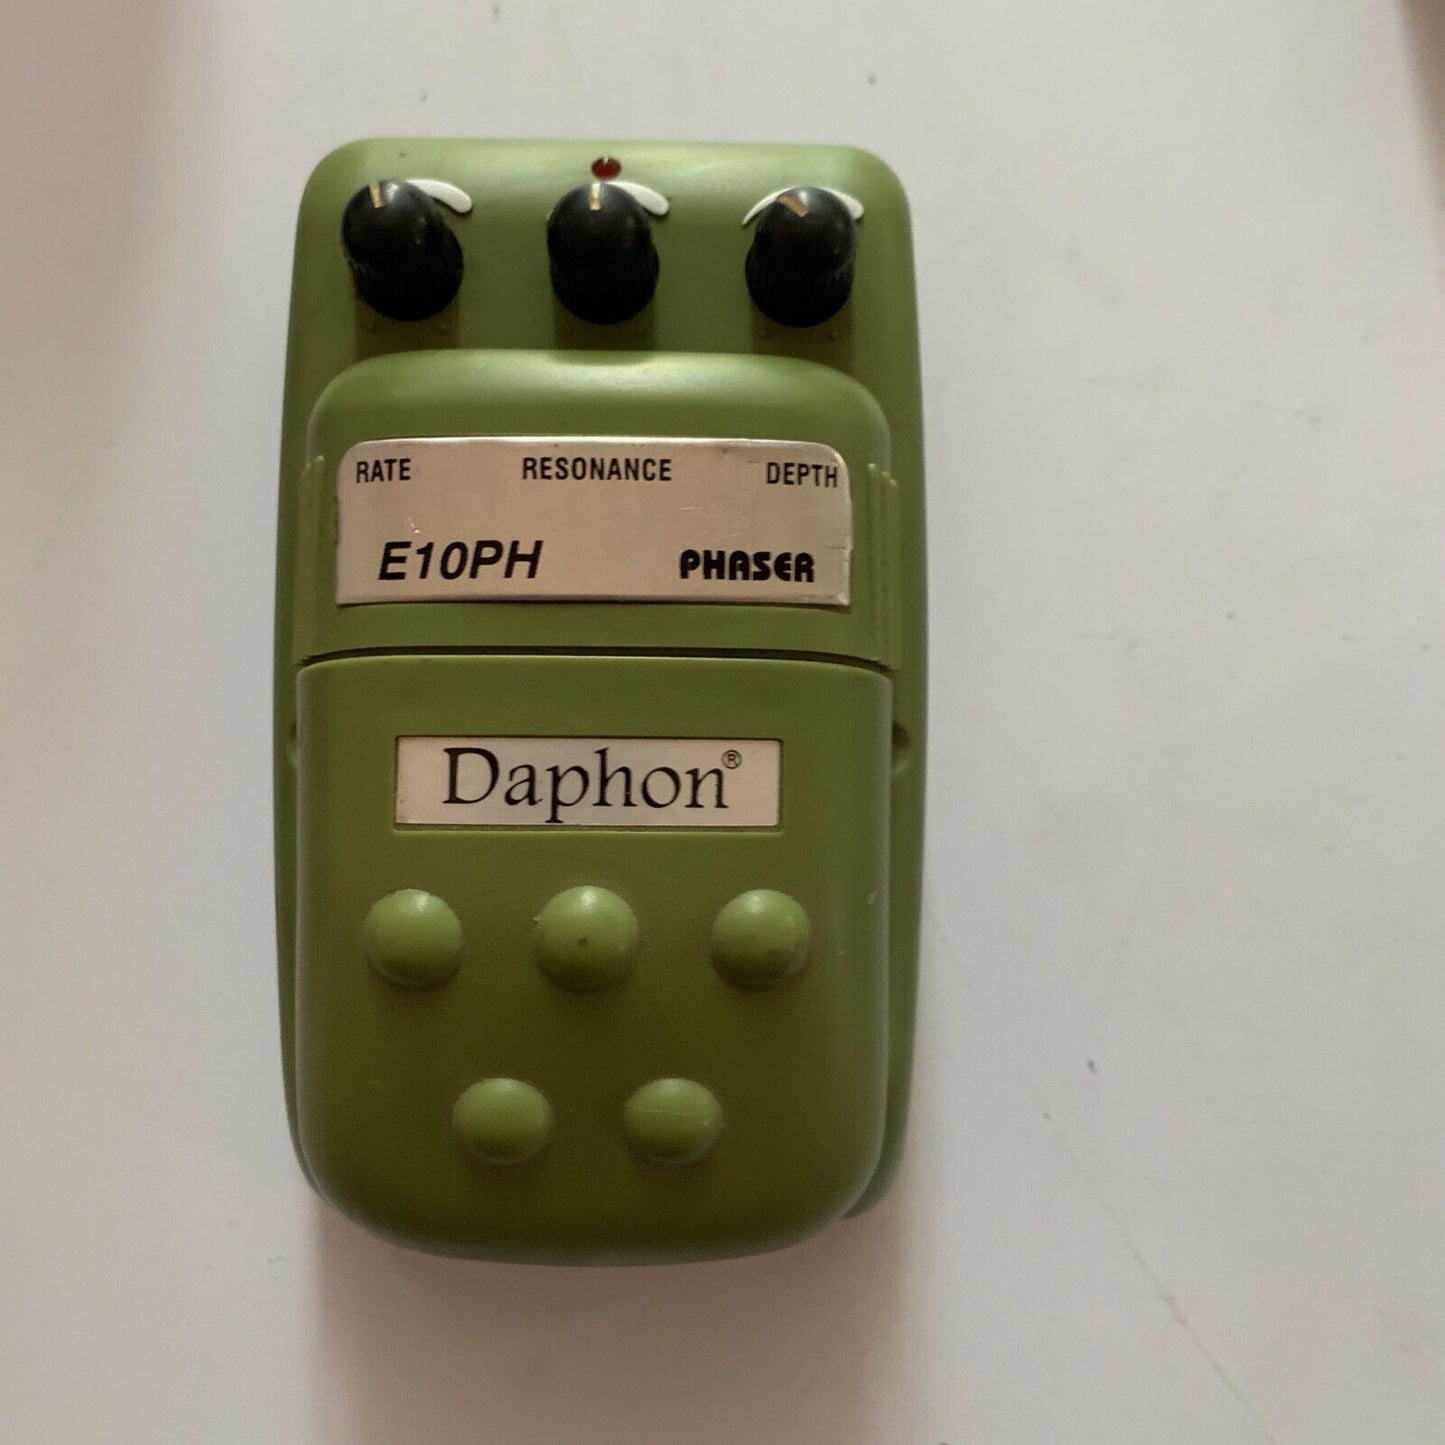 RATE RESONANCE DEPTH
E10PH PHASER
Daphon®